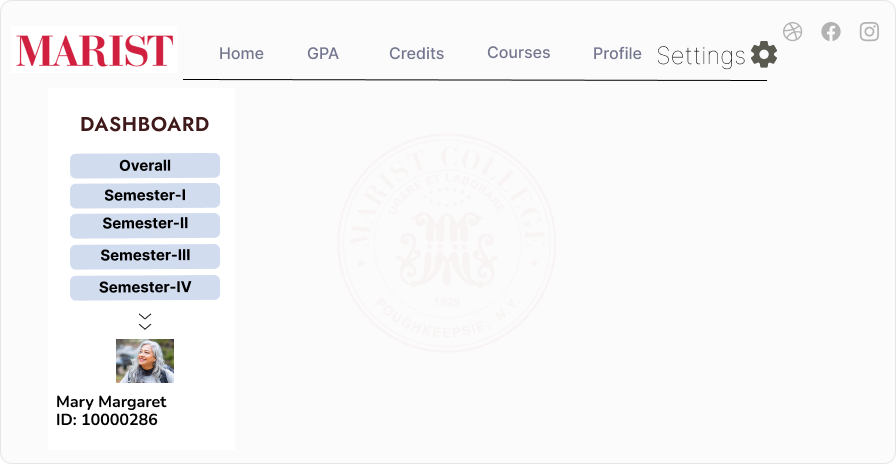 MARIST
Home GPA Credits Courses Profile Settings
DASHBOARD
Overall
Semester-I
Semester-II
Semester-III
Semester-IV
Mary Margaret
ID: 10000286
MARIST COLLEGE
1929
POUGHKEEPSIE, N.Y.